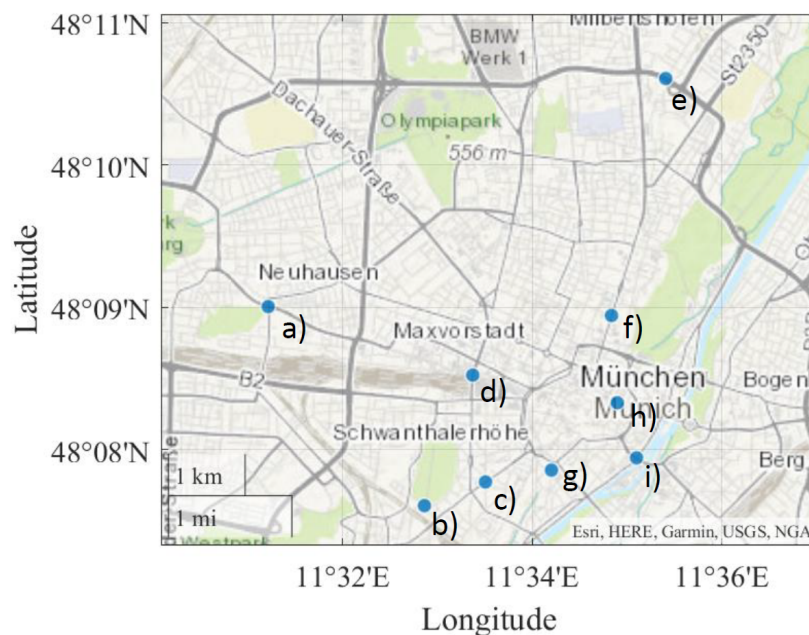 48°11'N
Milbertshofen
BMW
Werk 1
St2350
e)
Dachauer-Straße
Olympiapark
556 m
48°10'N
Latitude
Neuhausen
48°09'N
a)
Maxvorstadt
f)
d)
B2
München
Munich
Bogen
h)
Schwanthalerhöhe
48°08'N
1 km
c)
g)
i)
Berg
1 mi
b)
Westpark
Esri, HERE, Garmin, USGS, NGA
11°32'E
11°34'E
11°36'E
Longitude